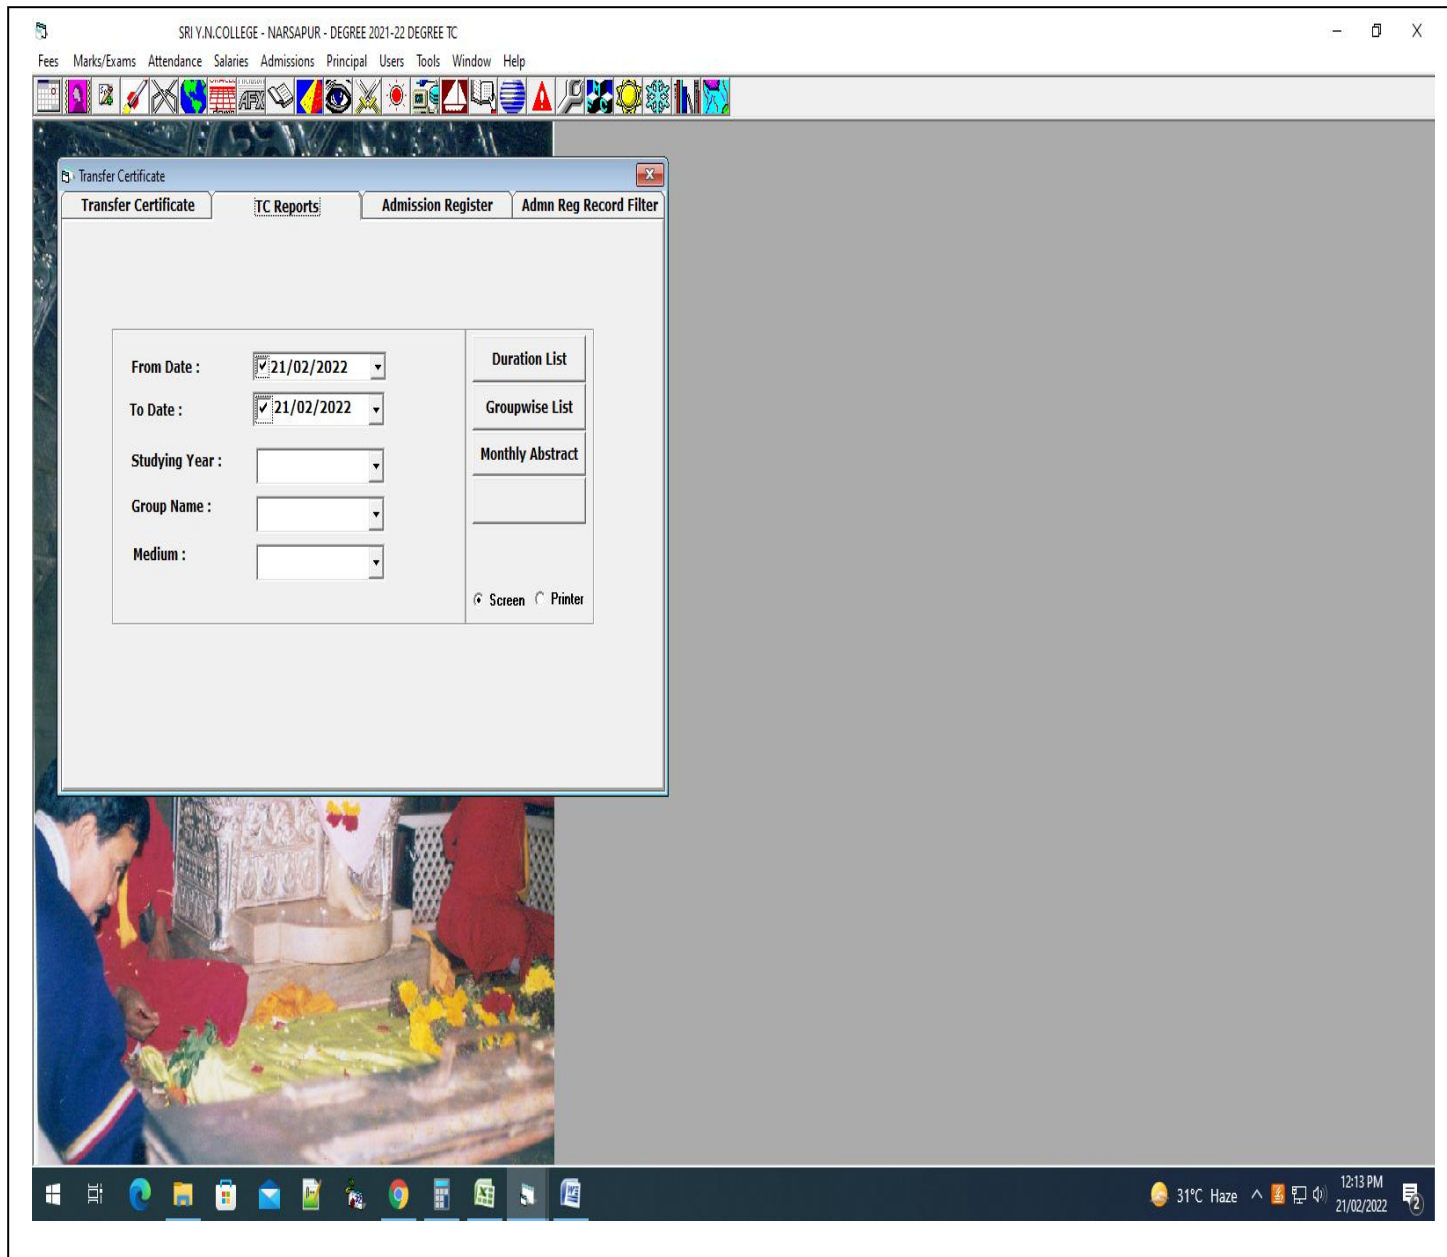 SRI Y.N.COLLEGE - NARSAPUR - DEGREE 2021-22 DEGREE TC
Fees Marks/Exams Attendance Salaries Admissions Principal Users Tools Window Help
AFX
Transfer Certificate
Transfer Certificate TC Reports Admission Register Admn Reg Record Filter
From Date : 21/02/2022 Duration List
To Date : 21/02/2022 Groupwise List
Studying Year : Monthly Abstract
Group Name :
Medium :
Screen Printer
31°C Haze 12:13 PM
21/02/2022 2